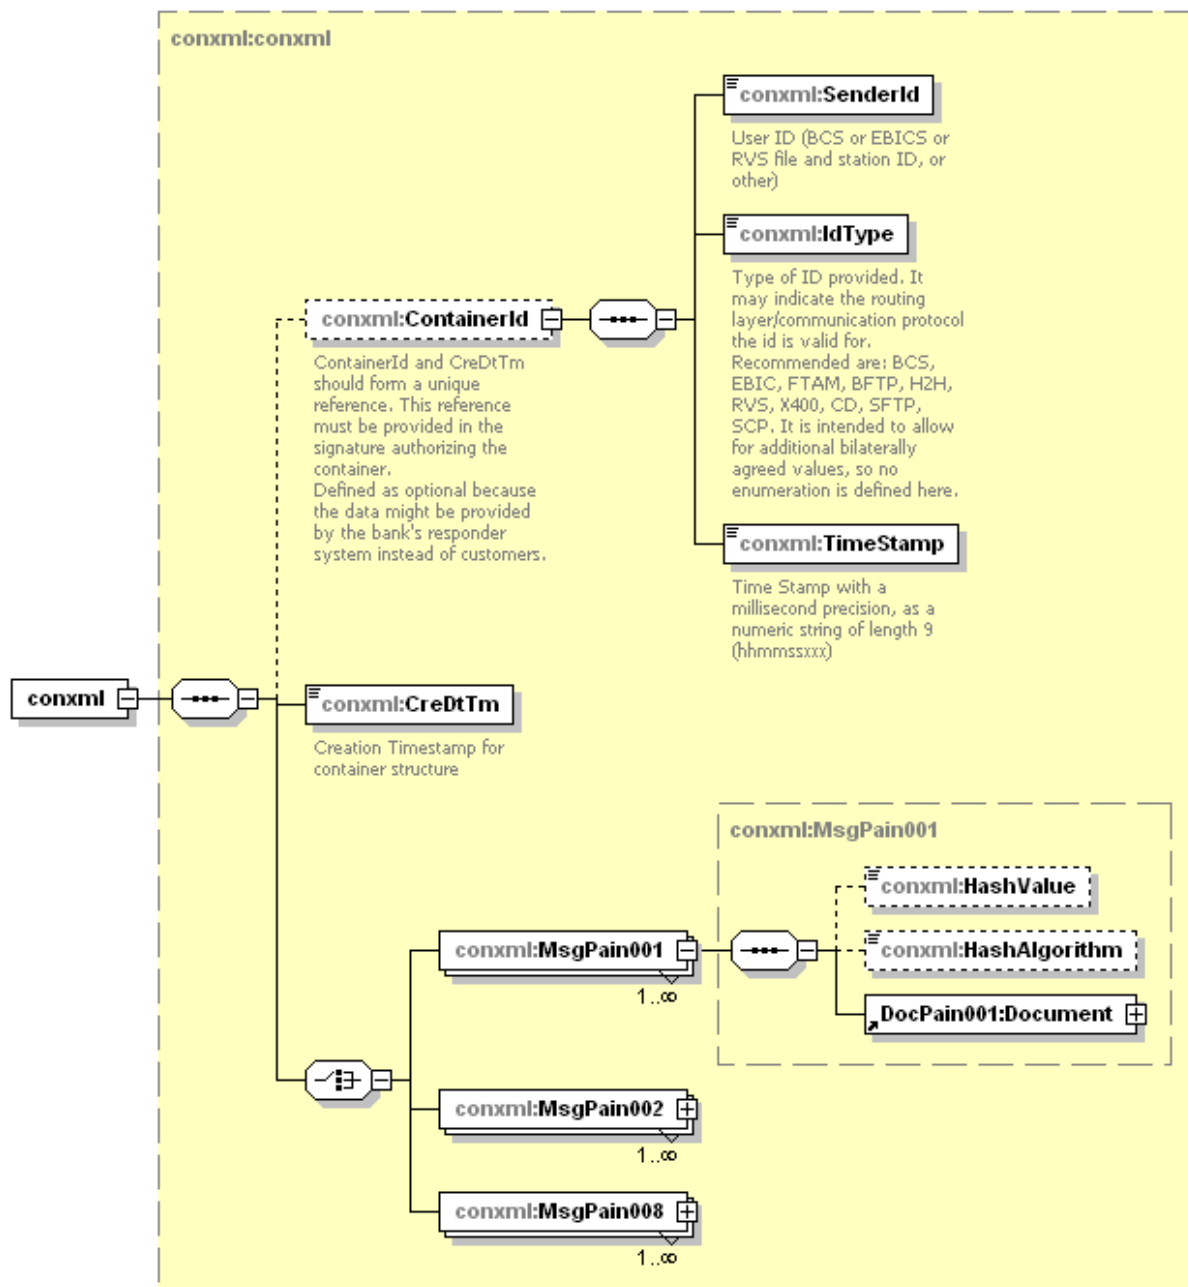 conxml:conxml
conxml:SenderId
User ID (BCS or EBICS or
RVS file and station ID, or
other)
conxml:IdType
Type of ID provided. It
may indicate the routing
layer/communication protocol
the id is valid for.
Recommended are: BCS,
EBIC, FTAM, BFTP, H2H,
RVS, X400, CD, SFTP,
SCP. It is intended to allow
for additional bilaterally
agreed values, so no
enumeration is defined here.
conxml:ContainerId
ContainerId and CreDtTm
should form a unique
reference. This reference
must be provided in the
signature authorizing the
container.
Defined as optional because
the data might be provided
by the bank's responder
system instead of customers.
conxml:TimeStamp
Time Stamp with a
millisecond precision, as a
numeric string of length 9
(hhmmssxxx)
conxml
conxml:CreDtTm
Creation Timestamp for
container structure
conxml:MsgPain001
conxml:HashValue
conxml:MsgPain001
1..∞
conxml:HashAlgorithm
DocPain001:Document
conxml:MsgPain002
1..∞
conxml:MsgPain008
1..∞